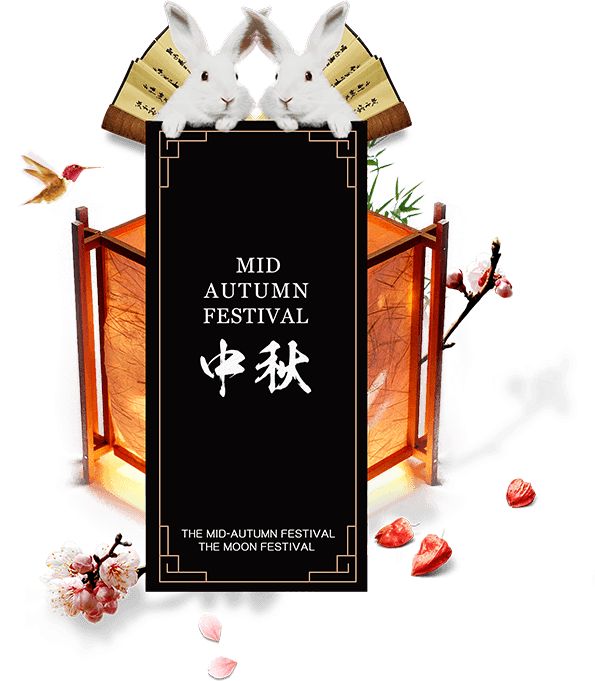 MID
AUTUMN
FESTIVAL
中秋
THE MID-AUTUMN FESTIVAL
THE MOON FESTIVAL